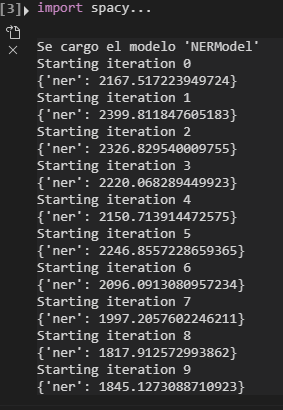 [3] import spacy...
Se cargo el modelo 'NERModel'
Starting iteration 0
{'ner': 2167.517223949724}
Starting iteration 1
{'ner': 2399.811847605183}
Starting iteration 2
{'ner': 2326.829540009755}
Starting iteration 3
{'ner': 2220.068289449923}
Starting iteration 4
{'ner': 2150.713914472575}
Starting iteration 5
{'ner': 2246.8557228659365}
Starting iteration 6
{'ner': 2096.0913080957234}
Starting iteration 7
{'ner': 1997.2057602246211}
Starting iteration 8
{'ner': 1817.912572993862}
Starting iteration 9
{'ner': 1845.1273088710923}